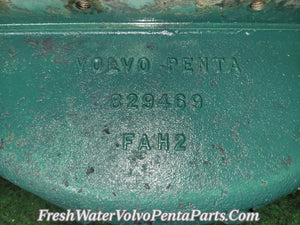 VOLVO PENTA
829469
FAH2
FreshWaterVolvoPentaParts.Com